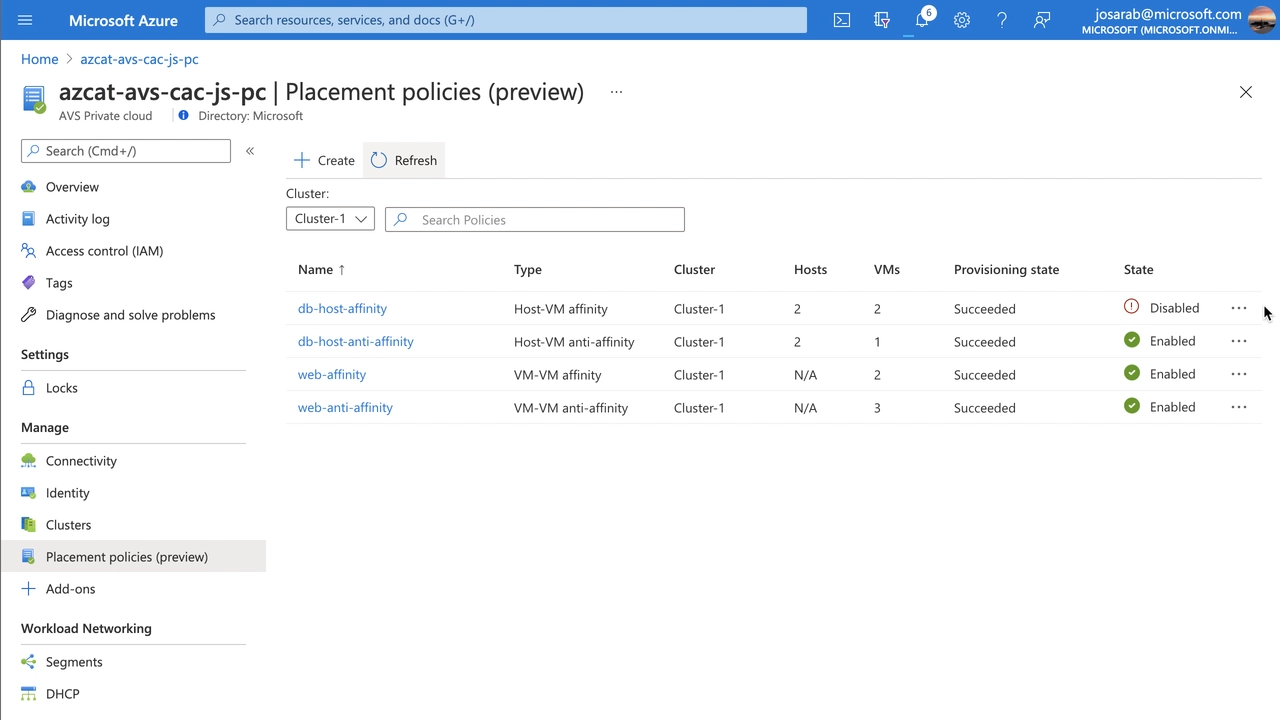 Microsoft Azure
Search resources, services, and docs (G+/)
6
josarab@microsoft.com
MICROSOFT (MICROSOFT.ONMI...
Home > azcat-avs-cac-js-pc
azcat-avs-cac-js-pc | Placement policies (preview) ...
AVS Private cloud
Directory: Microsoft
Search (Cmd+/)
«
Overview
Activity log
Access control (IAM)
Tags
Diagnose and solve problems
Settings
Locks
Manage
Connectivity
Identity
Clusters
Placement policies (preview)
Add-ons
Workload Networking
Segments
DHCP
Create Refresh
Cluster:
Cluster-1 Search Policies
Name ↑ Type Cluster Hosts VMs Provisioning state State
db-host-affinity Host-VM affinity Cluster-1 2 2 Succeeded Disabled ...
db-host-anti-affinity Host-VM anti-affinity Cluster-1 2 1 Succeeded Enabled ...
web-affinity VM-VM affinity Cluster-1 N/A 2 Succeeded Enabled ...
web-anti-affinity VM-VM anti-affinity Cluster-1 N/A 3 Succeeded Enabled ...